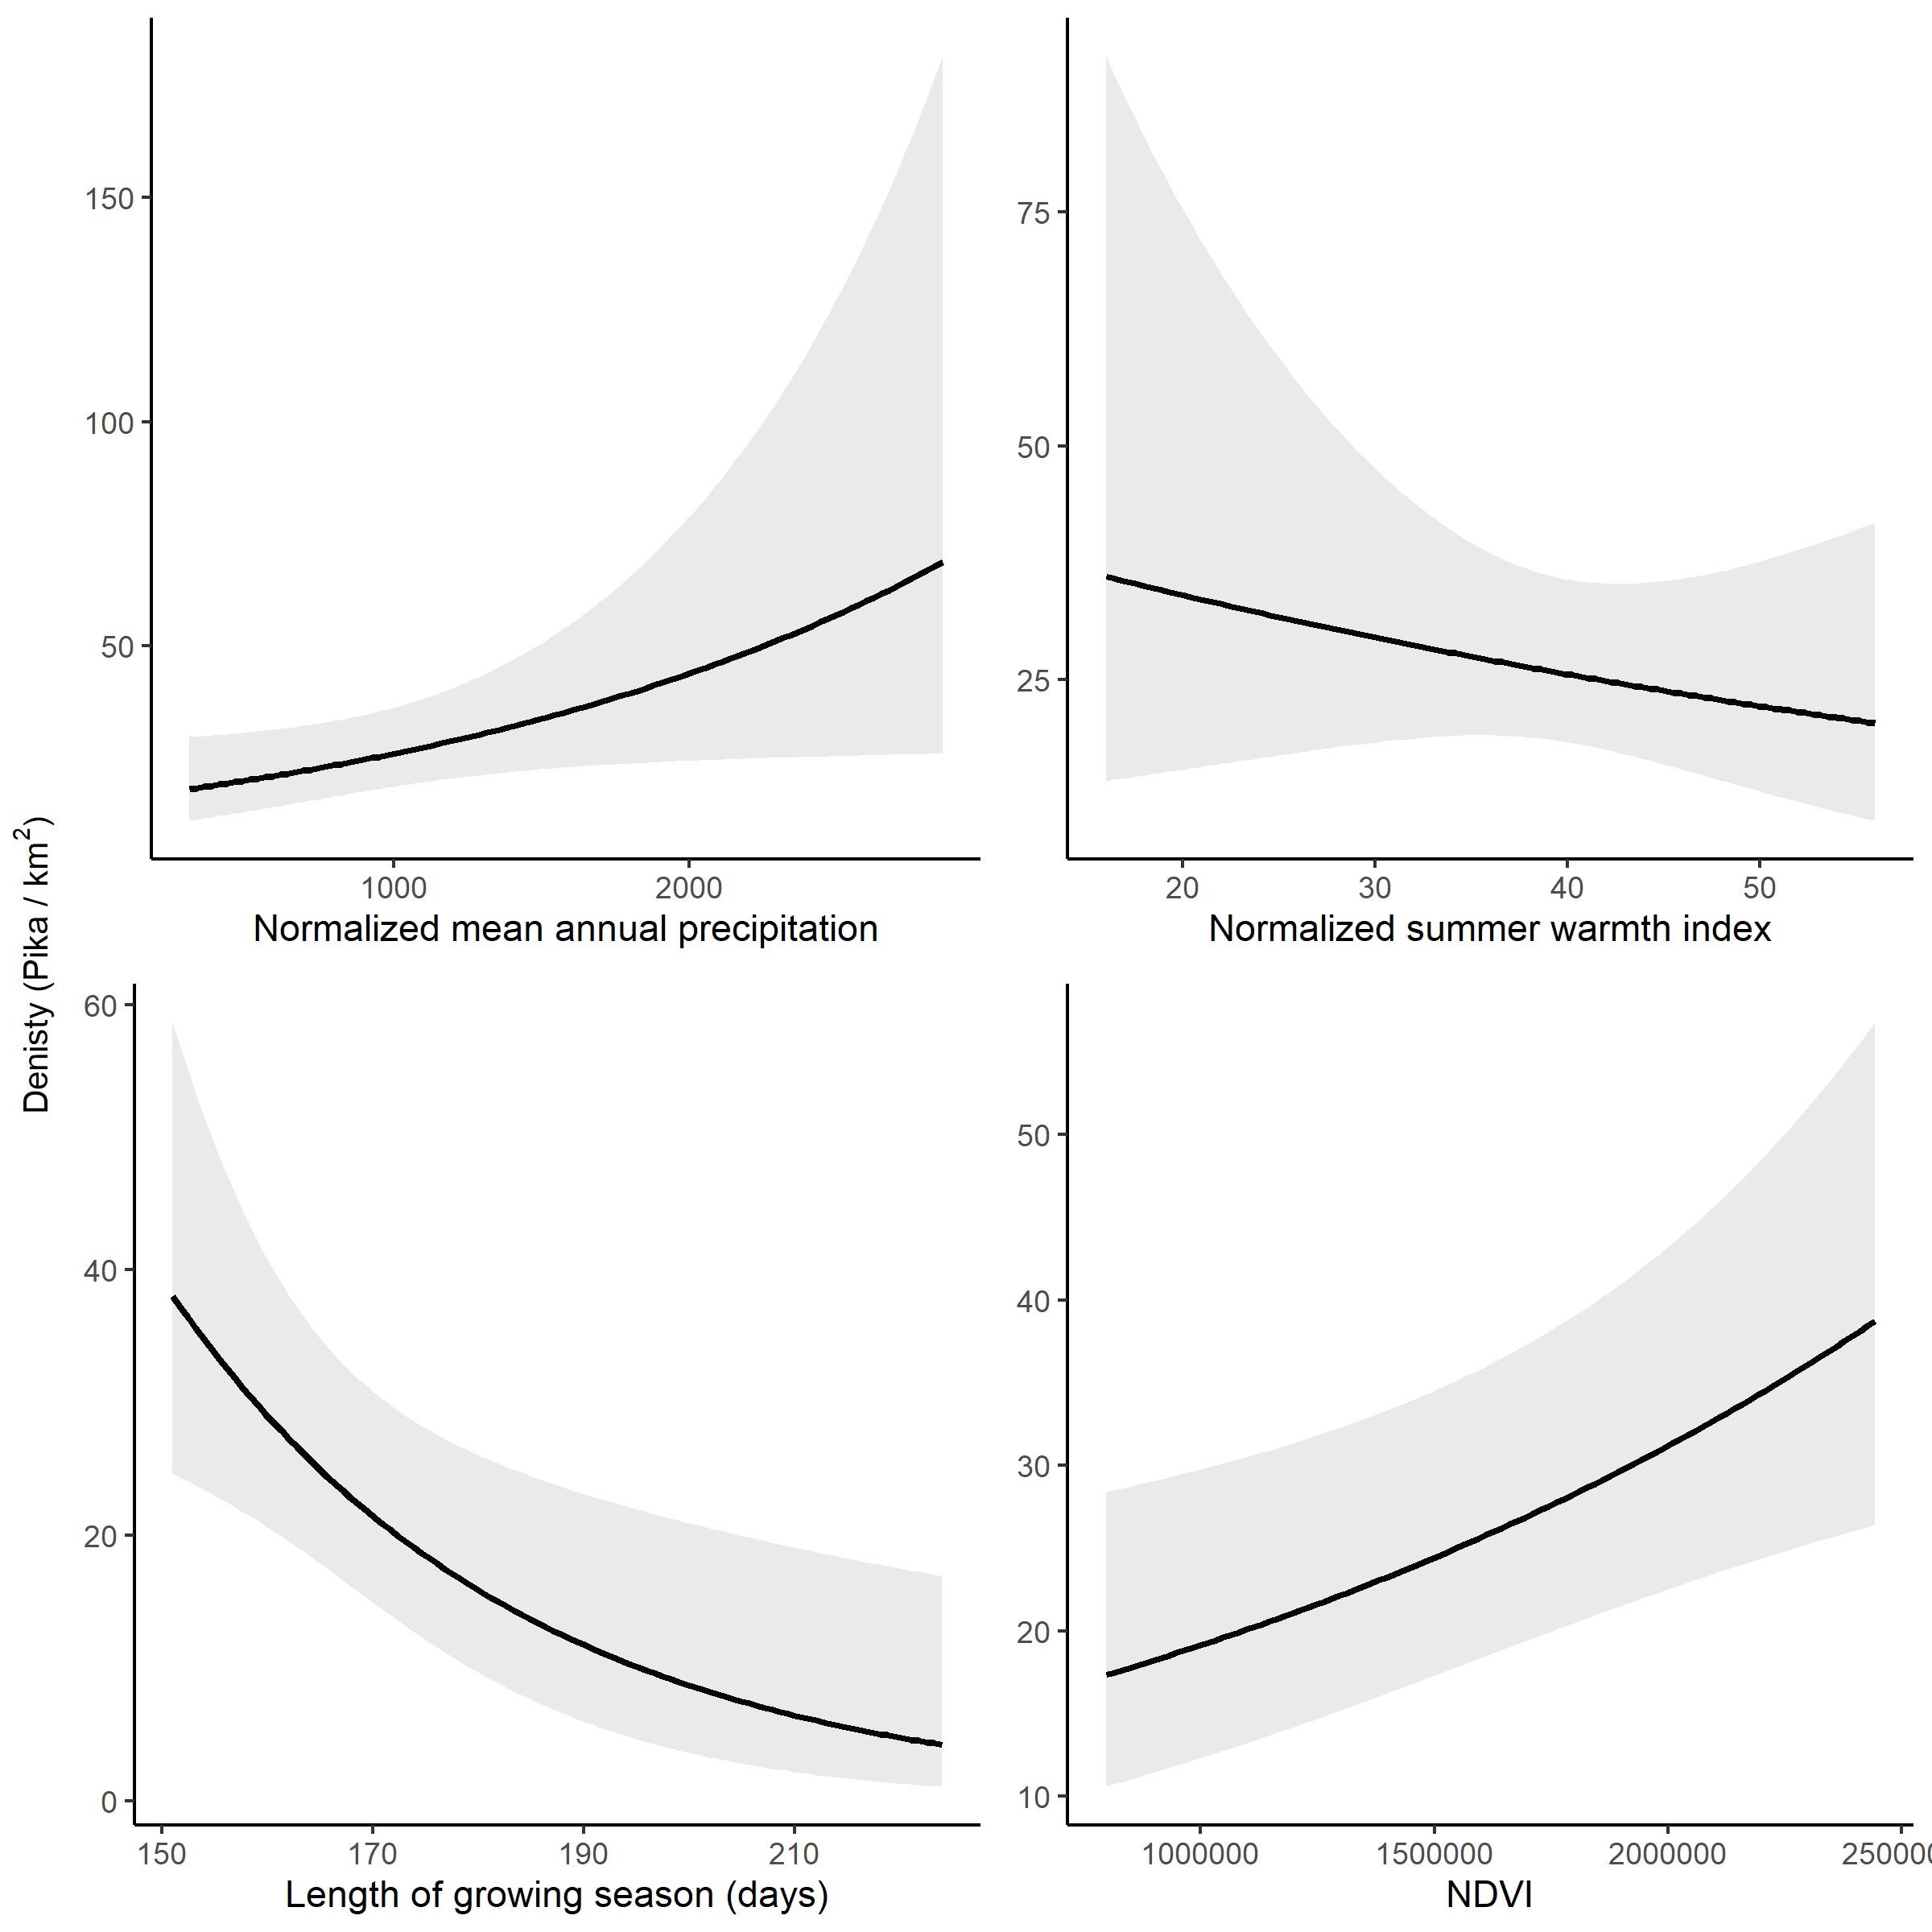 Denisty (Pika / km²)
150
100
50
1000 2000
Normalized mean annual precipitation
75
50
25
20 30 40 50
Normalized summer warmth index
60
40
20
0
150 170 190 210
Length of growing season (days)
50
40
30
20
10
1000000 1500000 2000000 250000
NDVI